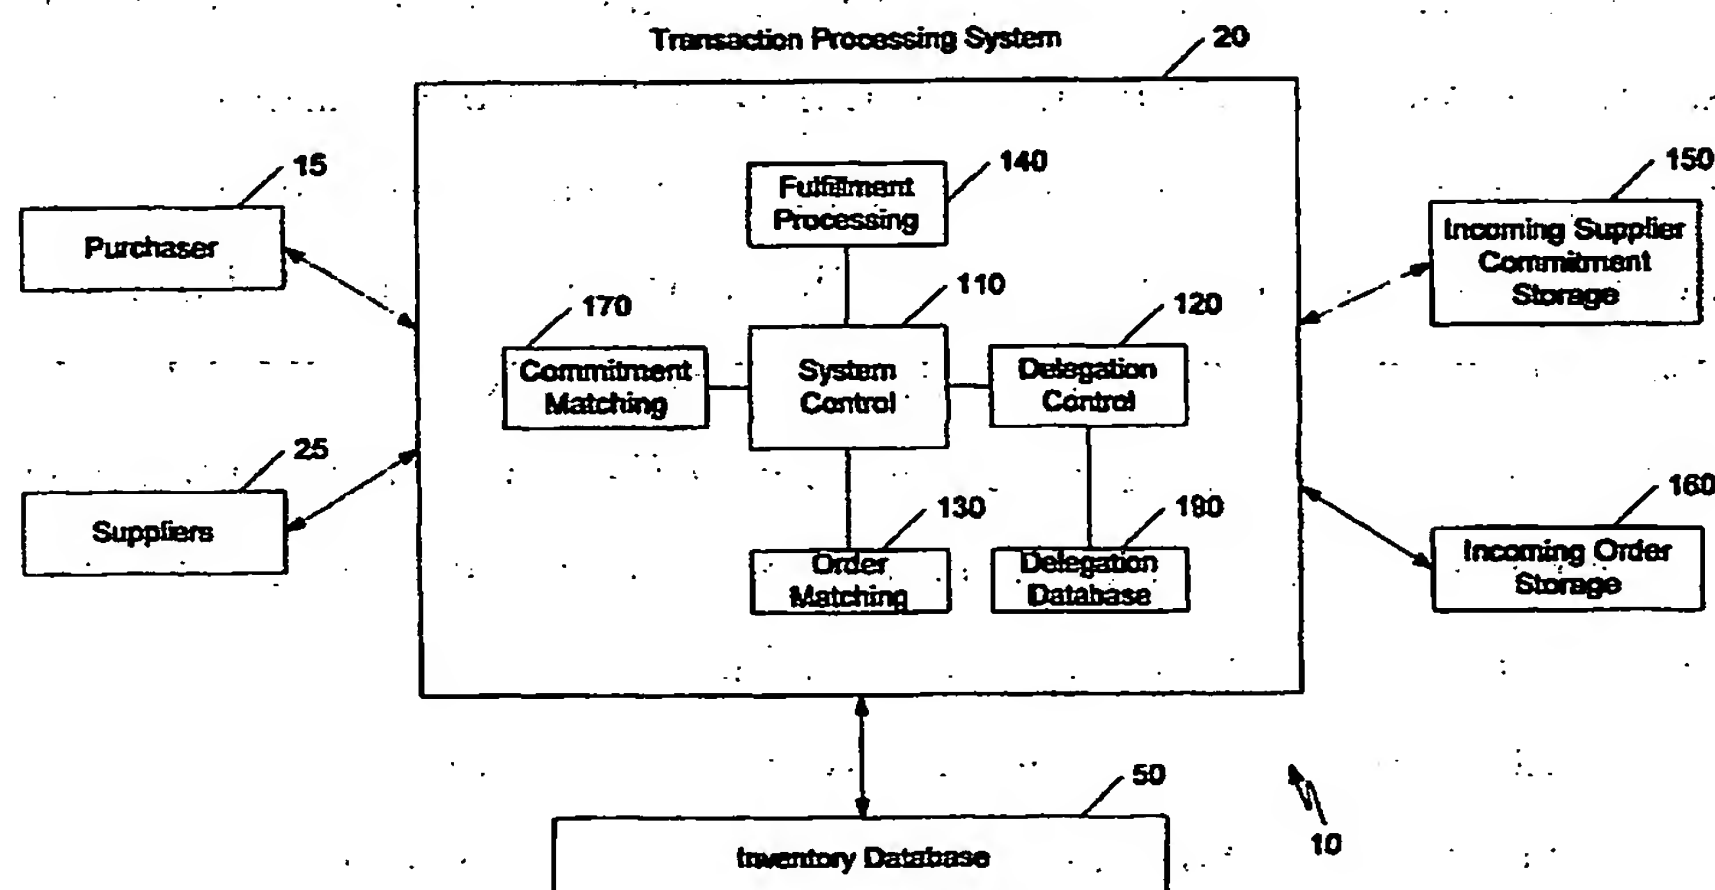 Transaction Processing System
20
15
Purchaser
140
Fulfillment
Processing
150
Incoming Supplier
Commitment
Storage
170
Commitment
Matching
110
System
Control
120
Delegation
Control
25
Suppliers
130
Order
Matching
190
Delegation
Database
160
Incoming Order
Storage
50
Inventory Database
10